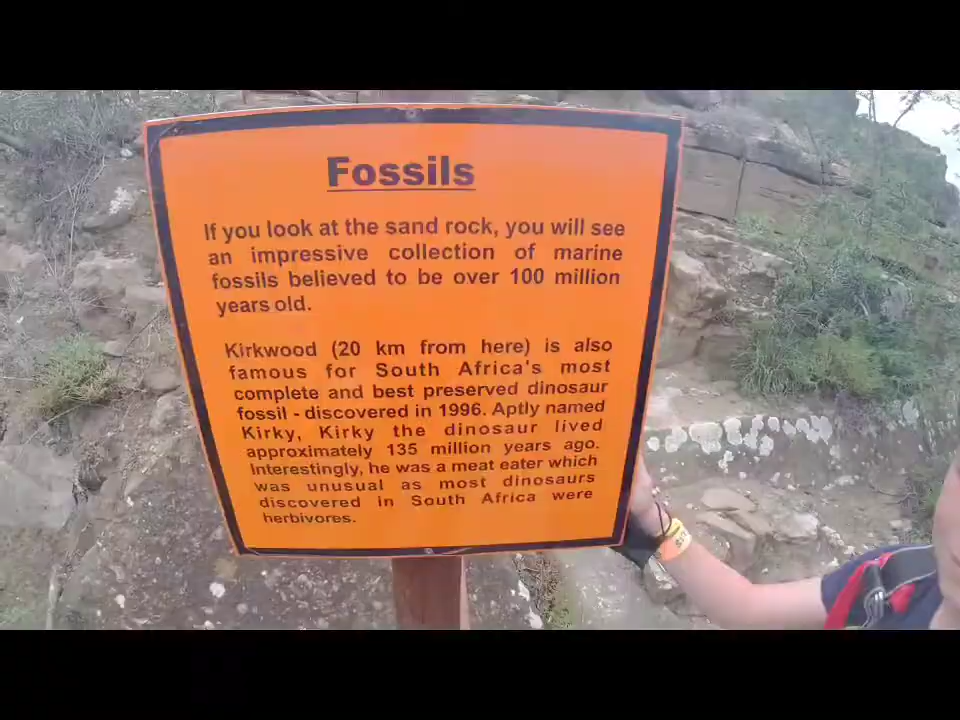 Fossils
If you look at the sand rock, you will see
an impressive collection of marine
fossils believed to be over 100 million
years old.
Kirkwood (20 km from here) is also
famous for South Africa's most
complete and best preserved dinosaur
fossil - discovered in 1996. Aptly named
Kirky, Kirky the dinosaur lived
approximately 135 million years ago.
Interestingly, he was a meat eater which
was unusual as most dinosaurs
discovered in South Africa were
herbivores.